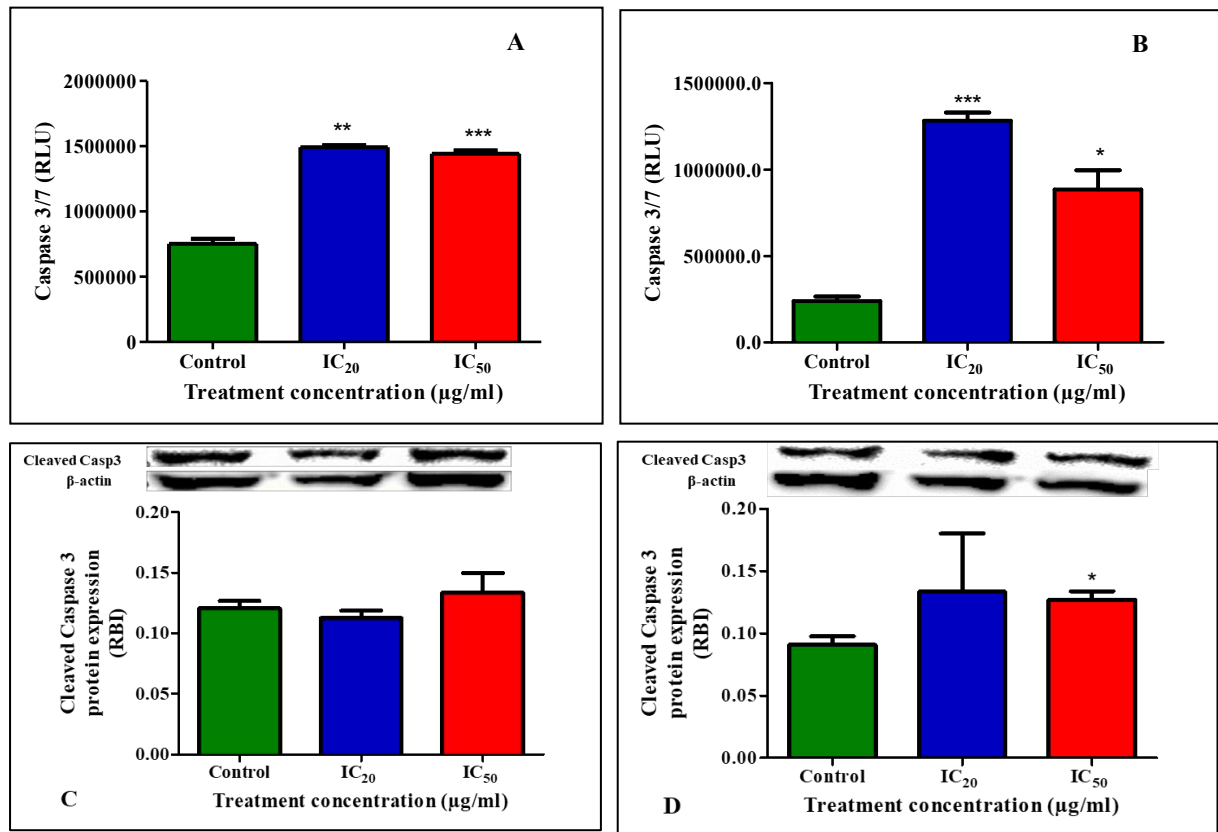 A
Caspase 3/7 (RLU)
2000000
1500000
1000000
500000
0
**
***
Control
IC20
IC50
Treatment concentration (µg/ml)
B
Caspase 3/7 (RLU)
1500000.0
1000000.0
500000.0
0.0
***
*
Control
IC20
IC50
Treatment concentration (µg/ml)
Cleaved Casp3
β-actin
Cleaved Caspase 3
protein expression
(RBI)
0.20
0.15
0.10
0.05
0.00
Control
IC20
IC50
C
Treatment concentration (µg/ml)
Cleaved Casp3
β-actin
Cleaved Caspase 3
protein expression
(RBI)
0.20
0.15
0.10
0.05
0.00
*
Control
IC20
IC50
D
Treatment concentration (µg/ml)